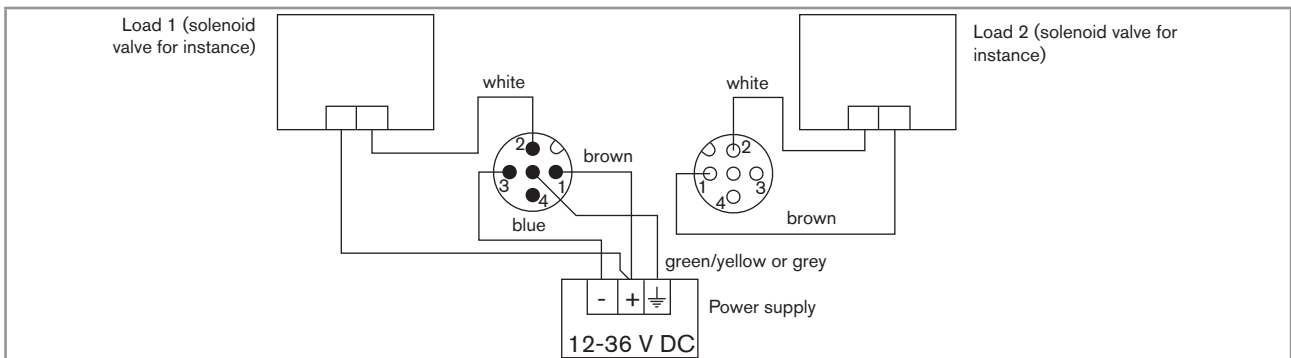 Load 1 (solenoid
valve for instance)
Load 2 (solenoid valve for
instance)
white
white
2
brown
3
1
4
blue
2
1
3
4
brown
green/yellow or grey
- +
Power supply
12-36 V DC